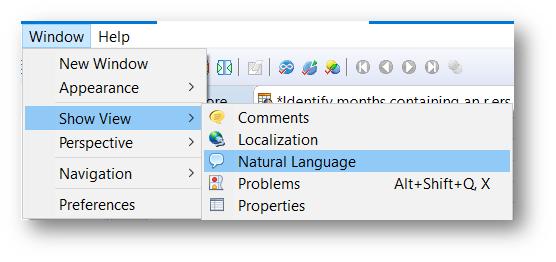 Window Help
New Window
Appearance
*Identify months containing an r.ers
Show View
Comments
Perspective
Localization
Natural Language
Navigation
Problems Alt+Shift+Q, X
Preferences
Properties